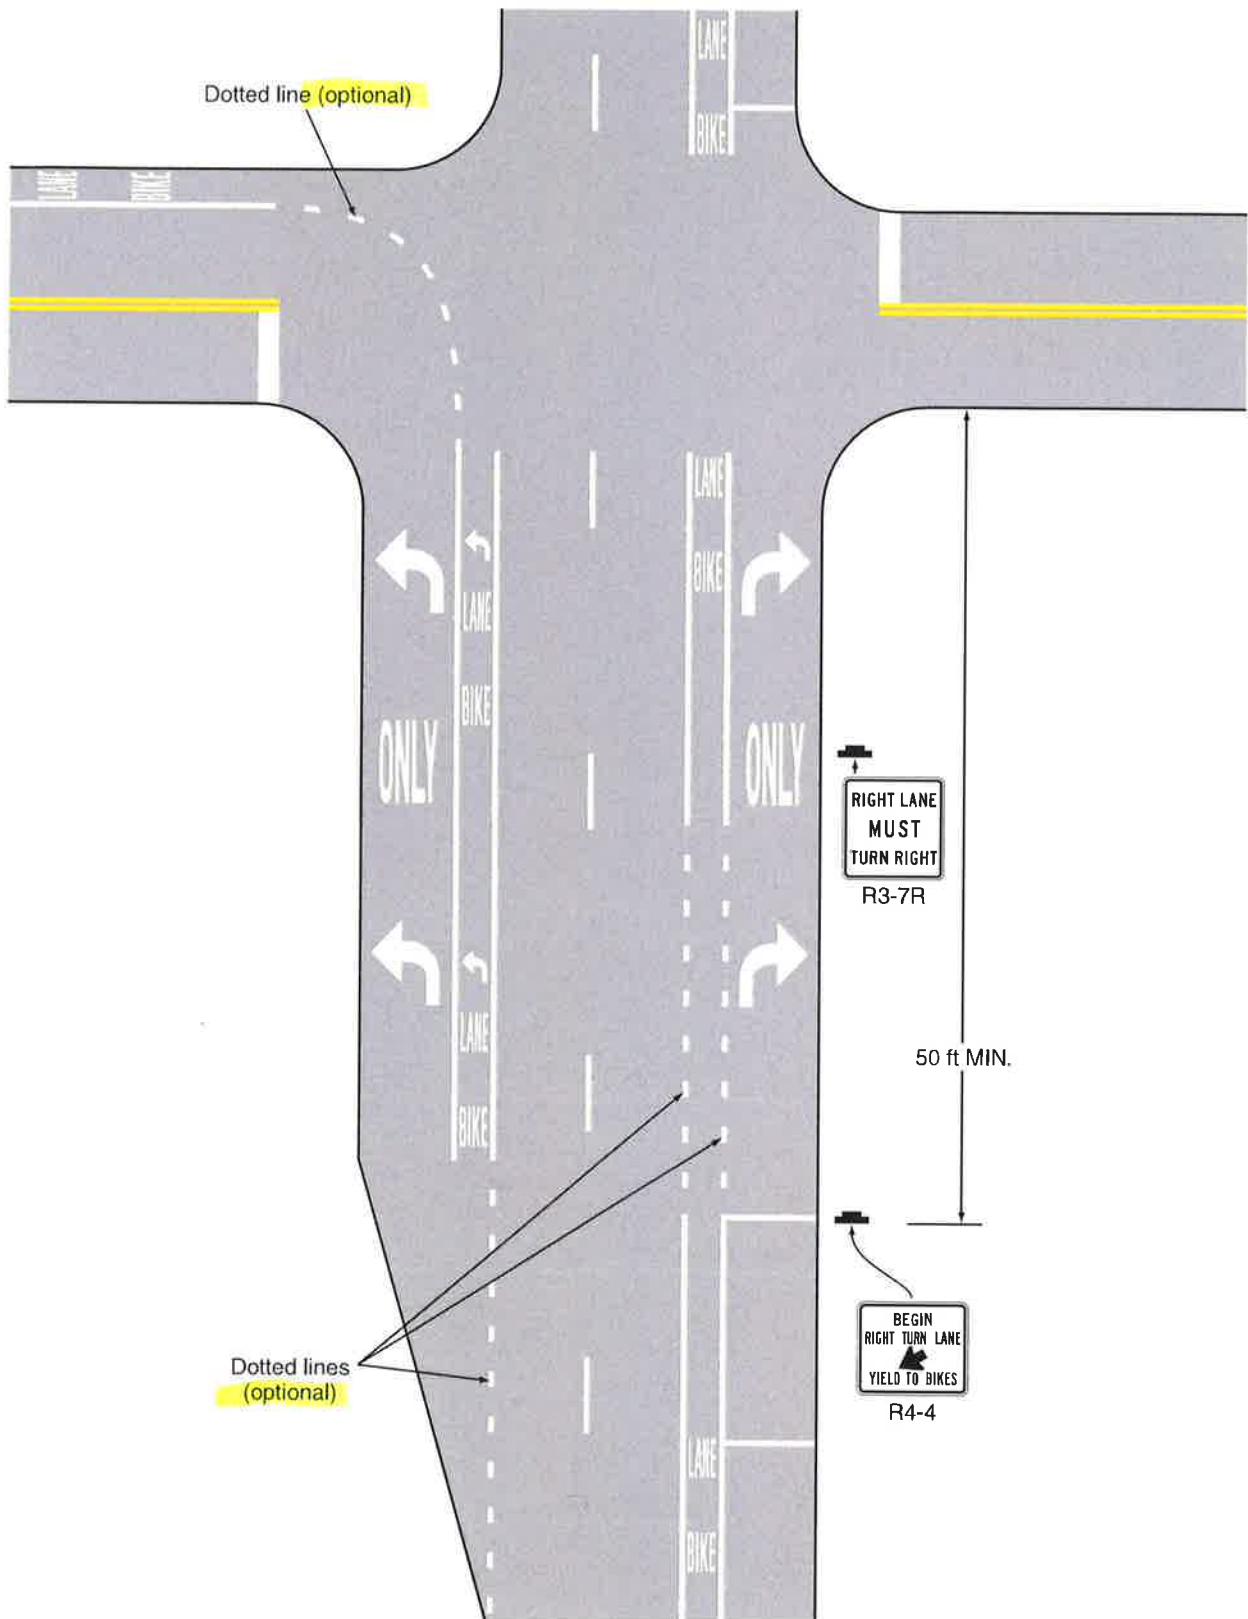 LANE
BIKE
Dotted line (optional)
LANE BIKE
LANE
BIKE
LANE
BIKE
ONLY
ONLY
RIGHT LANE
MUST
TURN RIGHT
R3-7R
LANE
BIKE
50 ft MIN.
Dotted lines
(optional)
BEGIN
RIGHT TURN LANE
YIELD TO BIKES
R4-4
LANE
BIKE